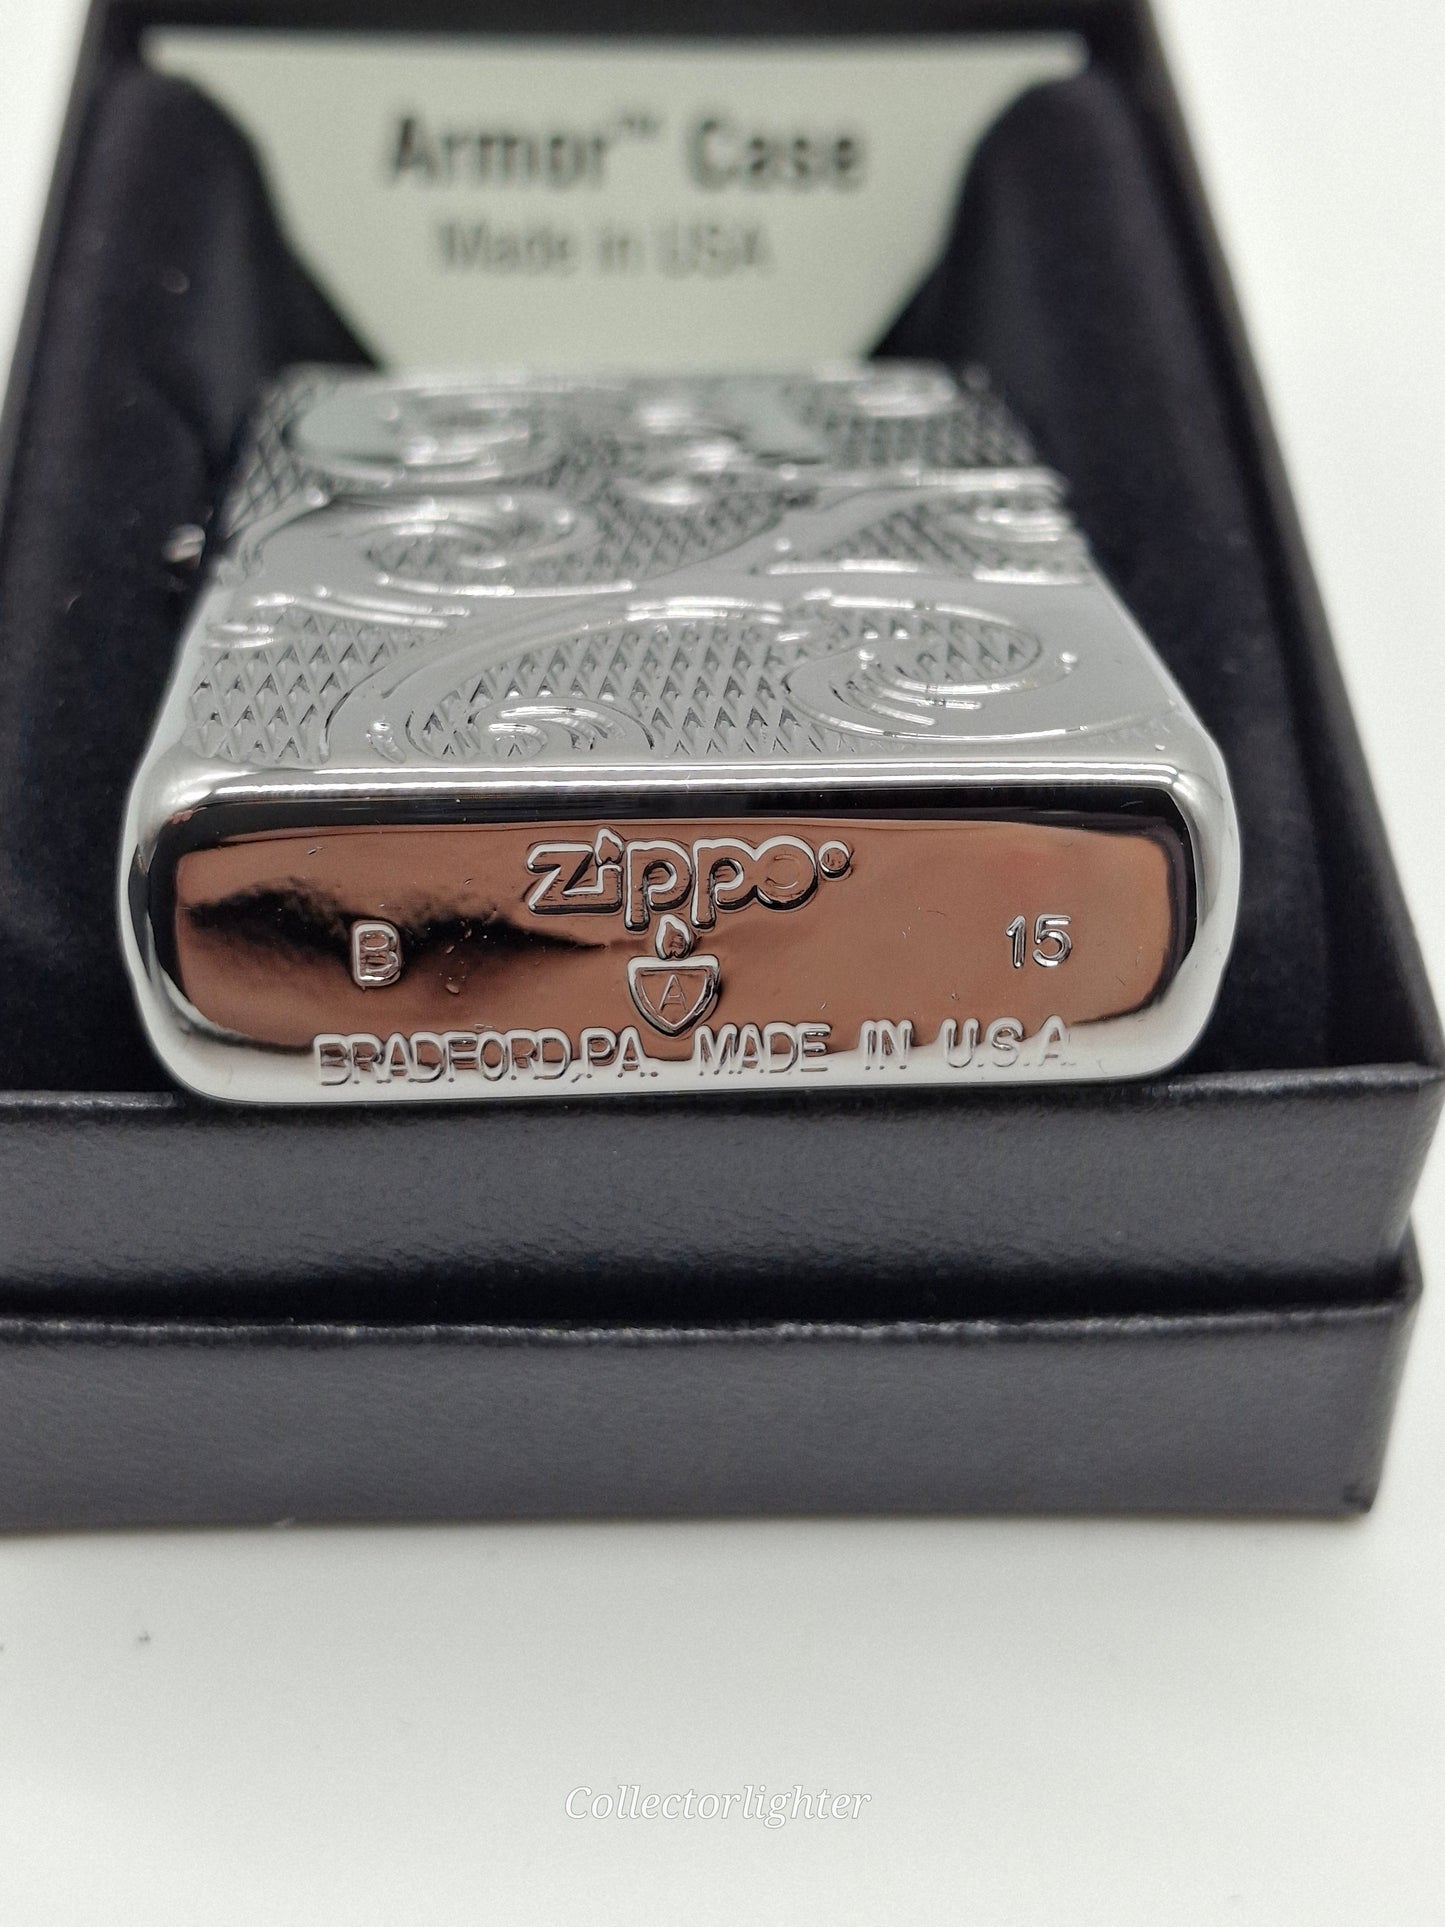 Armor™ Case
Made in USA
zippo®
B 15
A
BRADFORD,PA. MADE IN U.S.A.
Collectorlighter